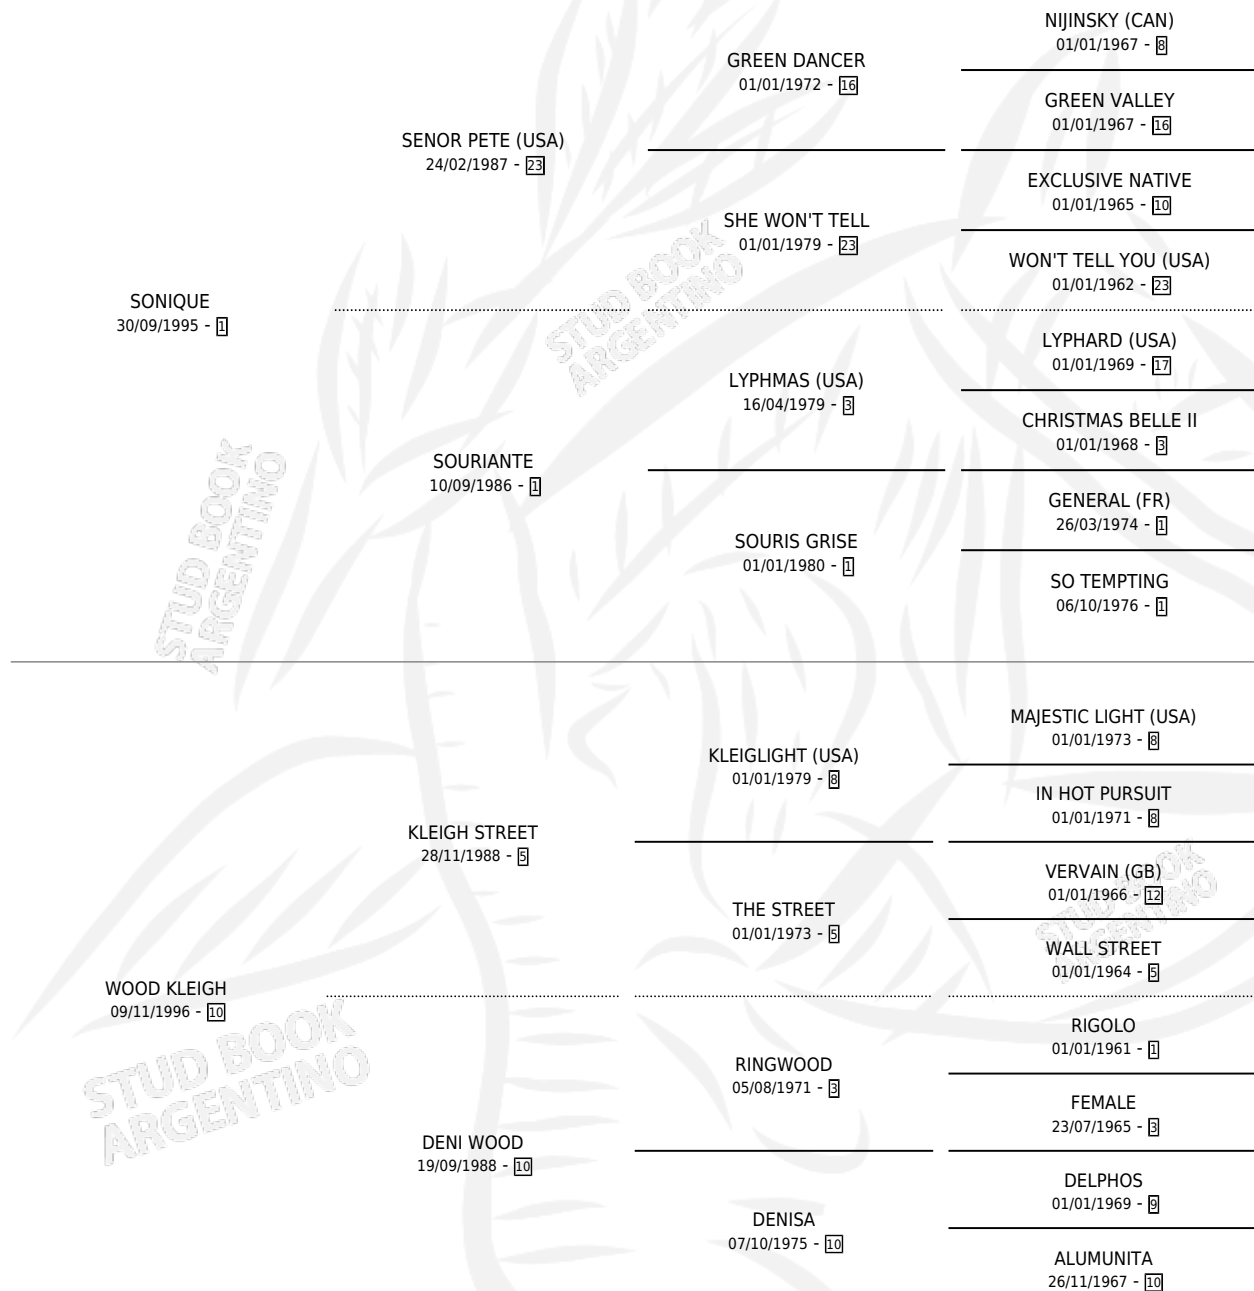 NIJINSKY (CAN)
01/01/1967 - 8
GREEN DANCER
01/01/1972 - 16
GREEN VALLEY
01/01/1967 - 16
SENOR PETE (USA)
24/02/1987 - 23
EXCLUSIVE NATIVE
01/01/1965 - 10
SHE WON'T TELL
01/01/1979 - 23
WON'T TELL YOU (USA)
01/01/1962 - 23
SONIQUE
30/09/1995 - 1
LYPHARD (USA)
01/01/1969 - 17
LYPHMAS (USA)
16/04/1979 - 3
CHRISTMAS BELLE II
01/01/1968 - 3
SOURIANTE
10/09/1986 - 1
GENERAL (FR)
26/03/1974 - 1
SOURIS GRISE
01/01/1980 - 1
SO TEMPTING
06/10/1976 - 1
MAJESTIC LIGHT (USA)
01/01/1973 - 8
KLEIGLIGHT (USA)
01/01/1979 - 8
IN HOT PURSUIT
01/01/1971 - 8
KLEIGH STREET
28/11/1988 - 5
VERVAIN (GB)
01/01/1966 - 12
THE STREET
01/01/1973 - 5
WALL STREET
01/01/1964 - 5
WOOD KLEIGH
09/11/1996 - 10
RIGOLO
01/01/1961 - 1
RINGWOOD
05/08/1971 - 3
FEMALE
23/07/1965 - 3
DENI WOOD
19/09/1988 - 10
DELPHOS
01/01/1969 - 9
DENISA
07/10/1975 - 10
ALUMUNITA
26/11/1967 - 10
STUD BOOK
ARGENTINO
STUD BOOK
ARGENTINO
STUD BOOK
ARGENTINO
STUD BOOK
ARGENTINO